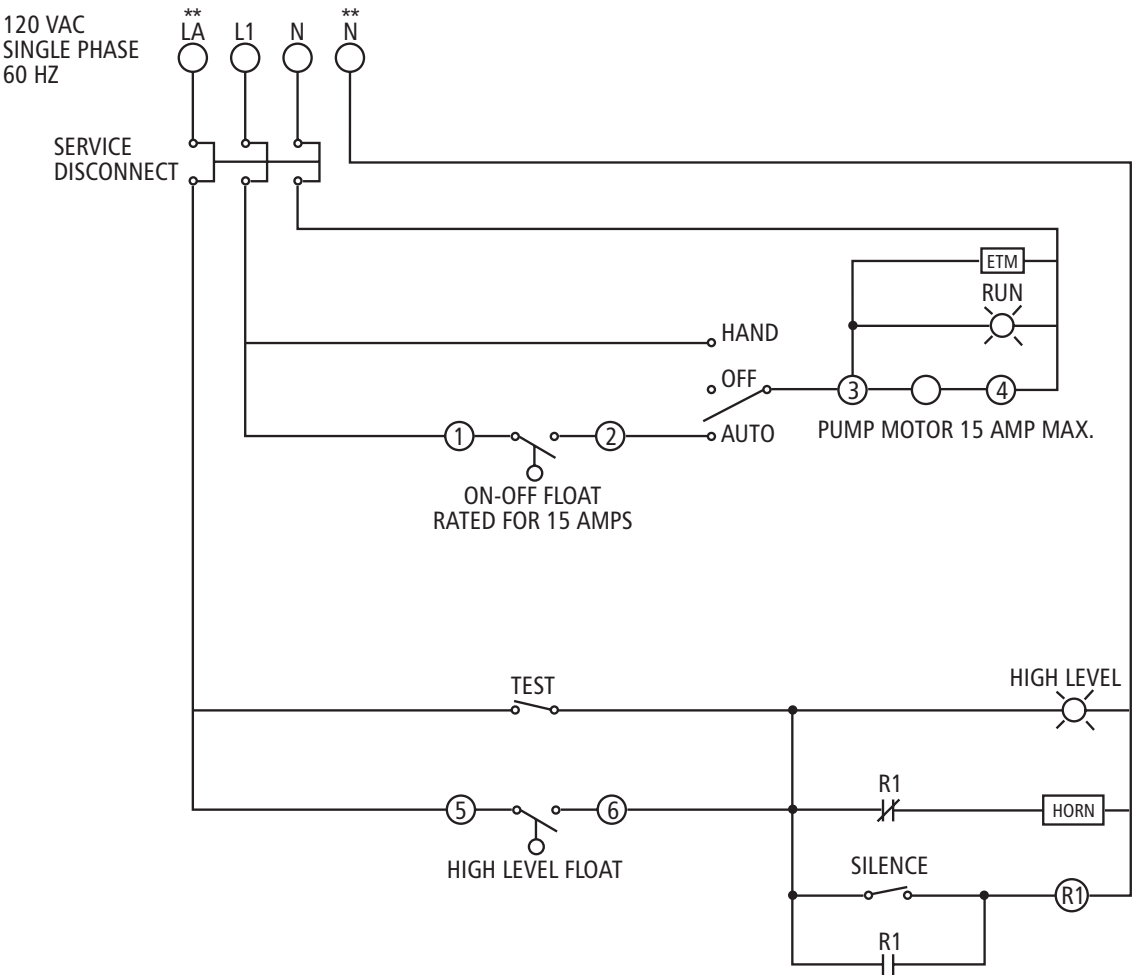 120 VAC
SINGLE PHASE
60 HZ
** **
LA L1 N N
SERVICE
DISCONNECT
ETM
RUN
HAND
OFF
3 4
AUTO
PUMP MOTOR 15 AMP MAX.
1 2
ON-OFF FLOAT
RATED FOR 15 AMPS
TEST
HIGH LEVEL
R1
5 6
HORN
HIGH LEVEL FLOAT
SILENCE
R1
R1